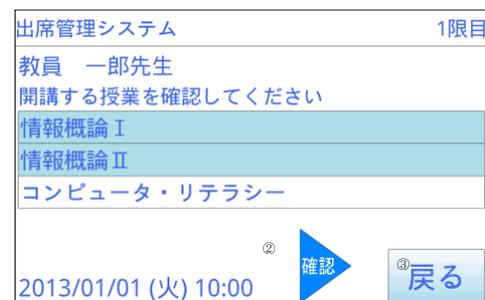 出席管理システム 1限目
教員　一郎先生
開講する授業を確認してください
情報概論Ⅰ
情報概論Ⅱ
コンピュータ・リテラシー
② 確認 ③戻る
2013/01/01 (火) 10:00